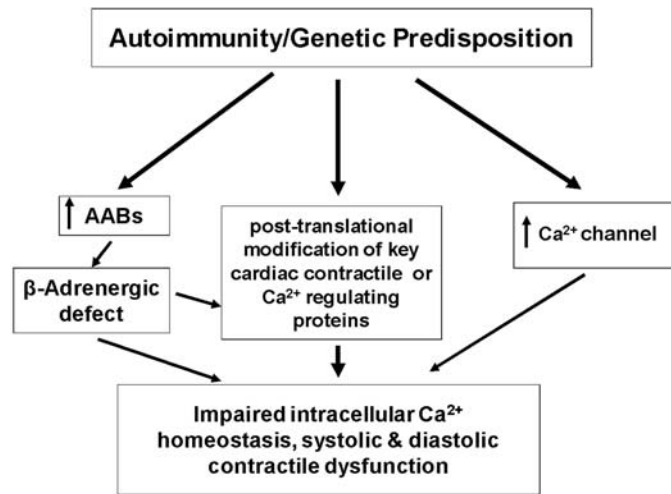 Autoimmunity/Genetic Predisposition
AABs
β-Adrenergic
defect
post-translational
modification of key
cardiac contractile or
Ca²⁺ regulating
proteins
Ca²⁺ channel
Impaired intracellular Ca²⁺
homeostasis, systolic & diastolic
contractile dysfunction